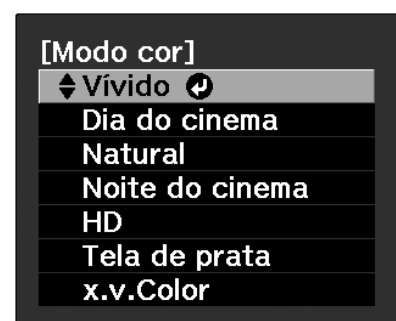 [Modo cor]
Vívido
Dia do cinema
Natural
Noite do cinema
HD
Tela de prata
x.v.Color